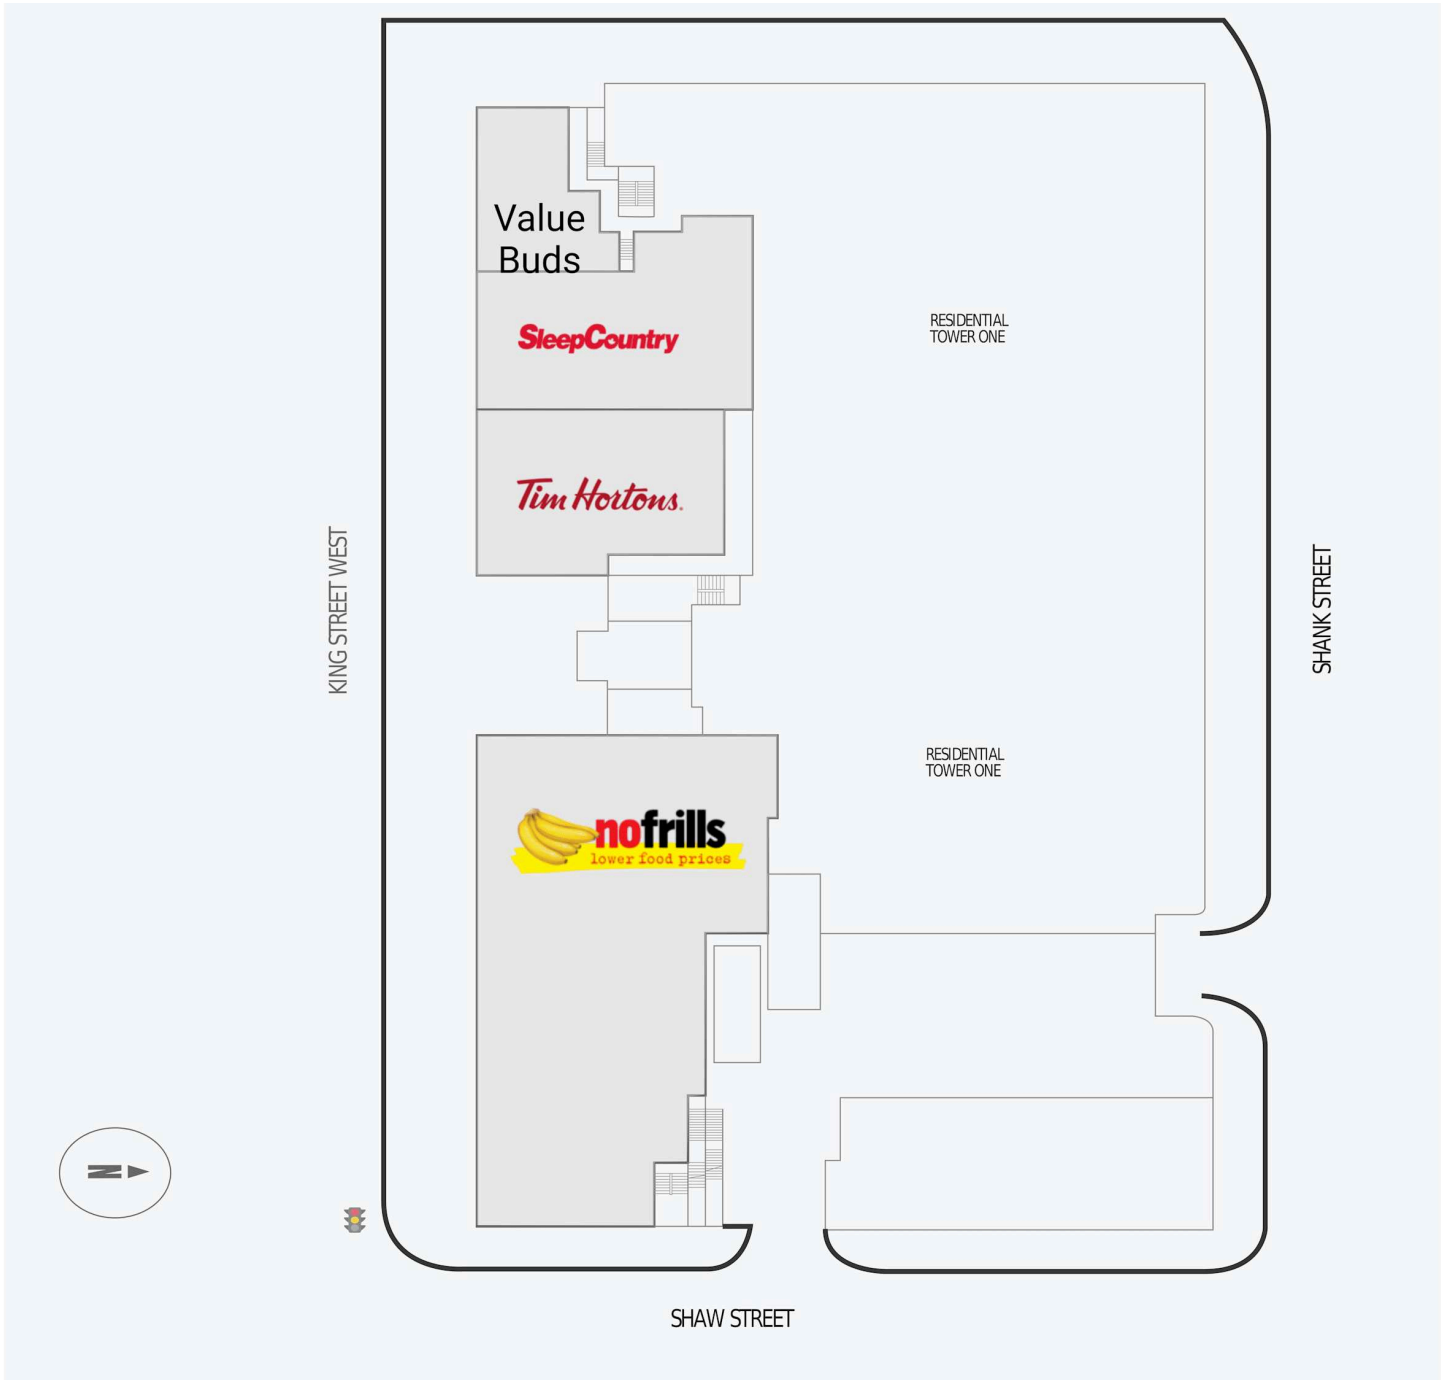 Value
Buds
SleepCountry
RESIDENTIAL
TOWER ONE
Tim Hortons.
KING STREET WEST
SHANK STREET
RESIDENTIAL
TOWER ONE
nofrills
lower food prices
N
SHAW STREET